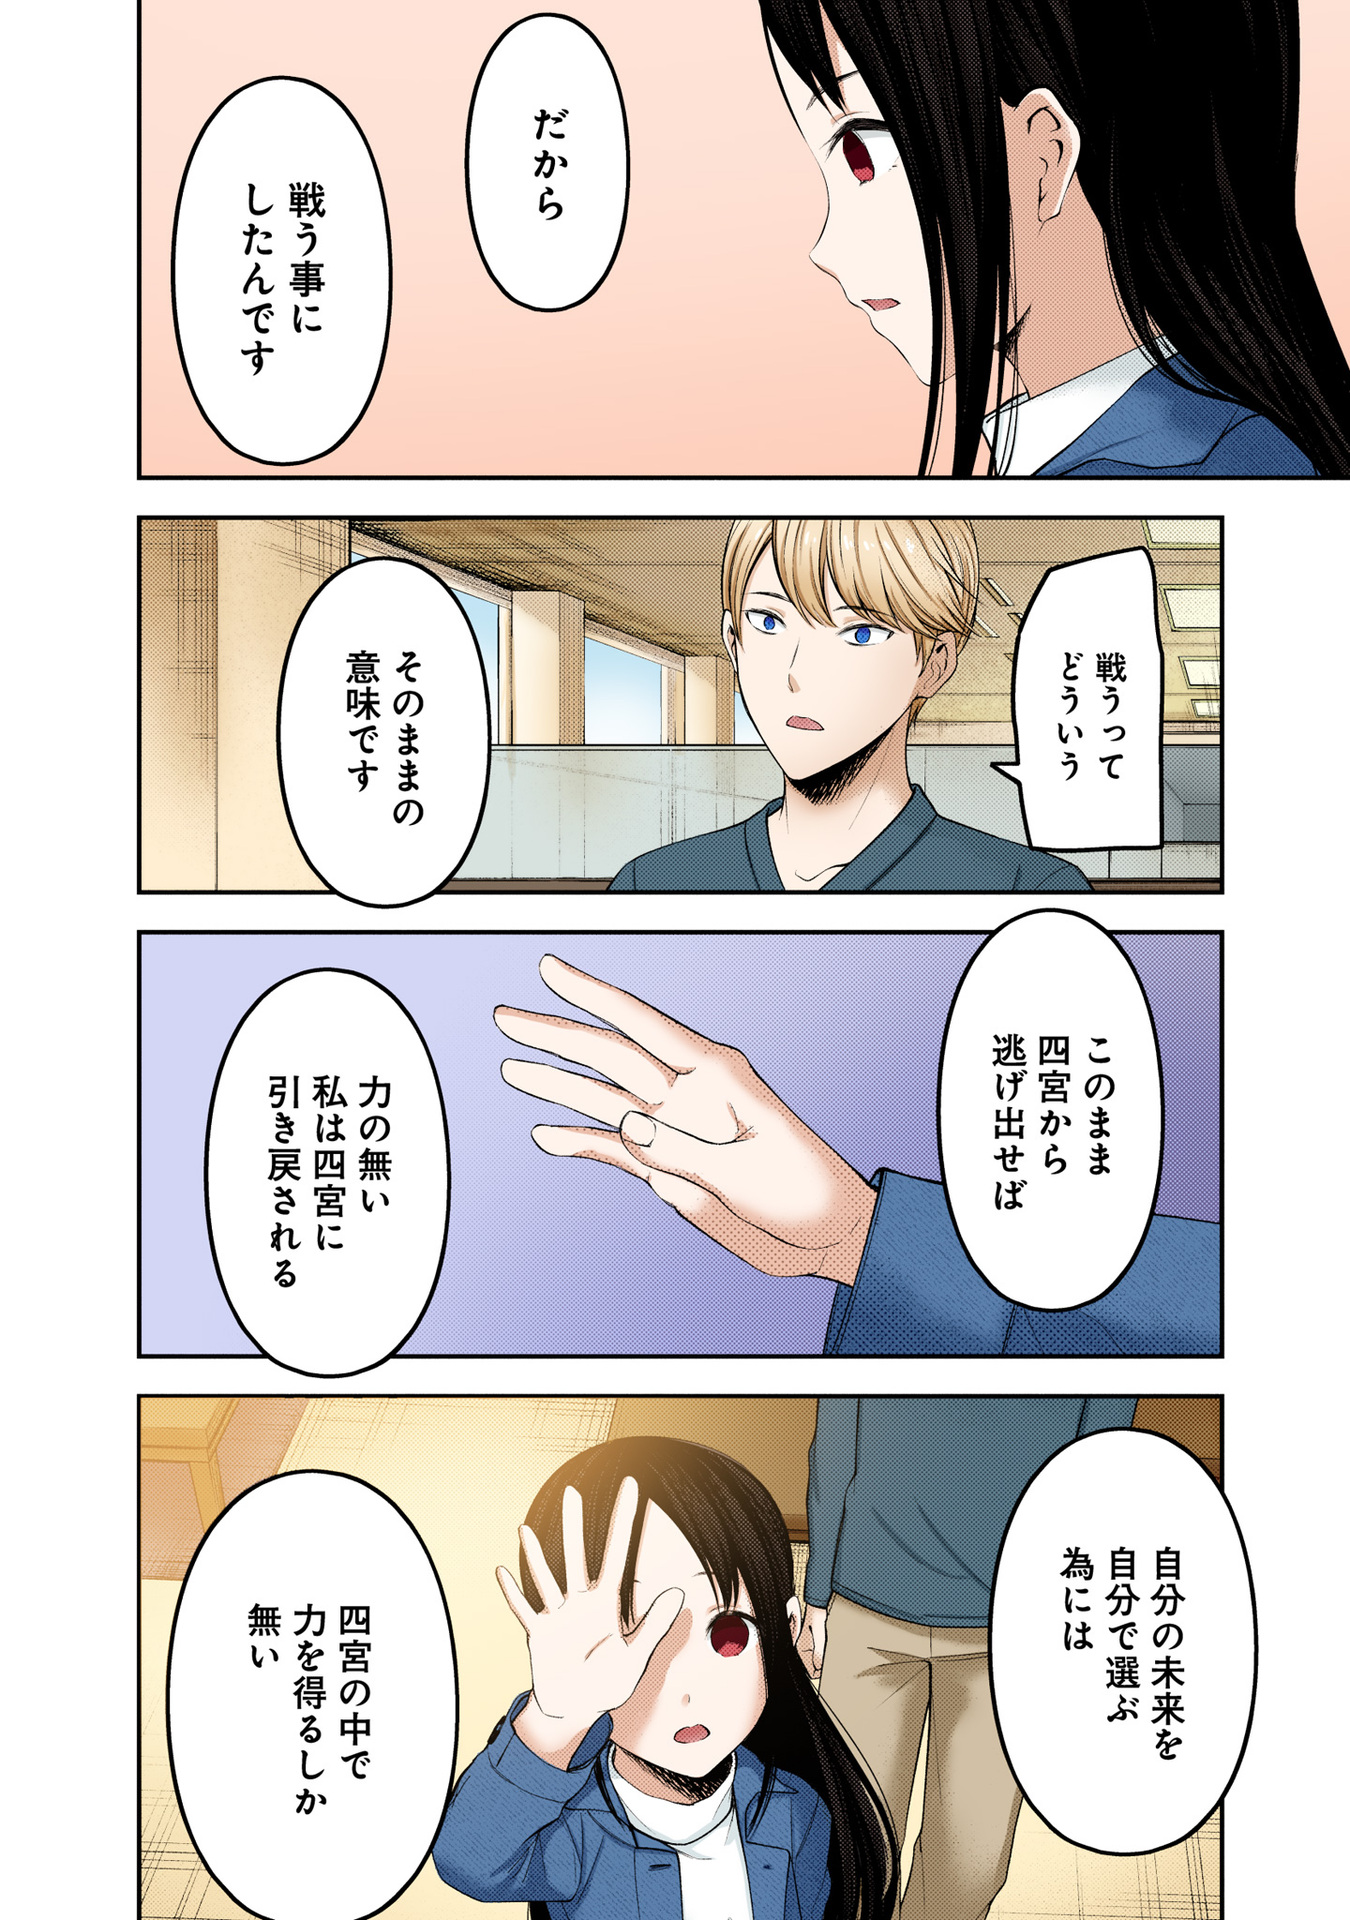 だから
戦う事に
したんです
戦うって
どういう
そのままの
意味です
このまま
四宮から
逃げ出せば
力の無い
私は四宮に
引き戻される
自分の未来を
自分で選ぶ
為には
四宮の中で
力を得るしか
無い